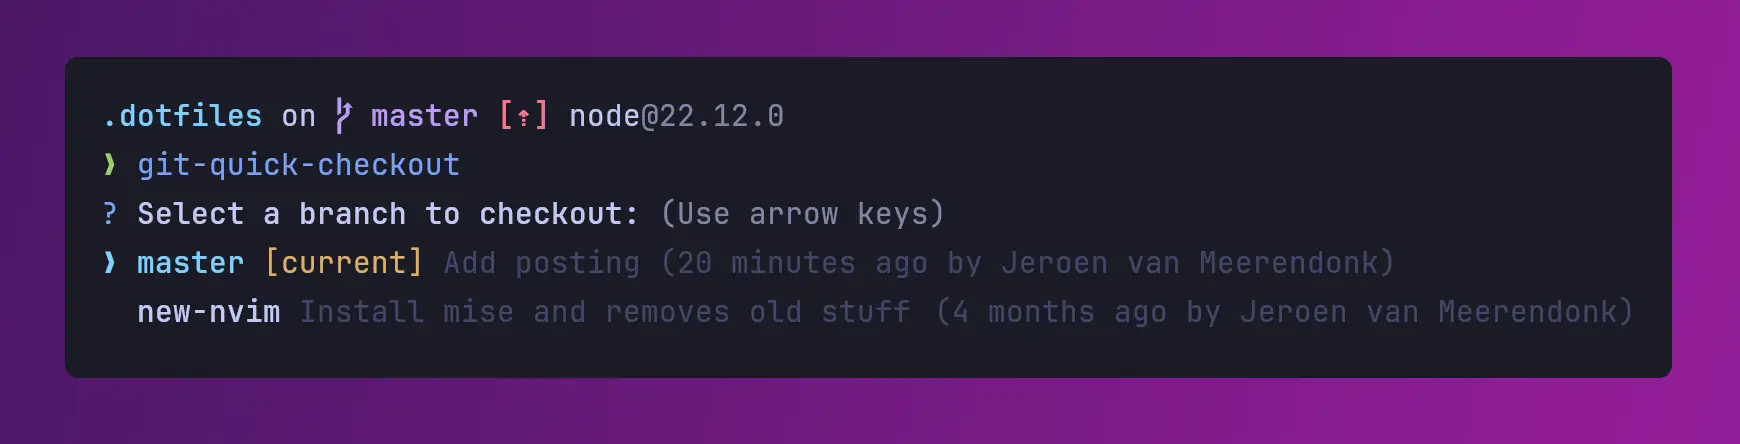 .dotfiles on  master [⇡] node@22.12.0
❯ git-quick-checkout
? Select a branch to checkout: (Use arrow keys)
❯ master [current] Add posting (20 minutes ago by Jeroen van Meerendonk)
new-nvim Install mise and removes old stuff (4 months ago by Jeroen van Meerendonk)